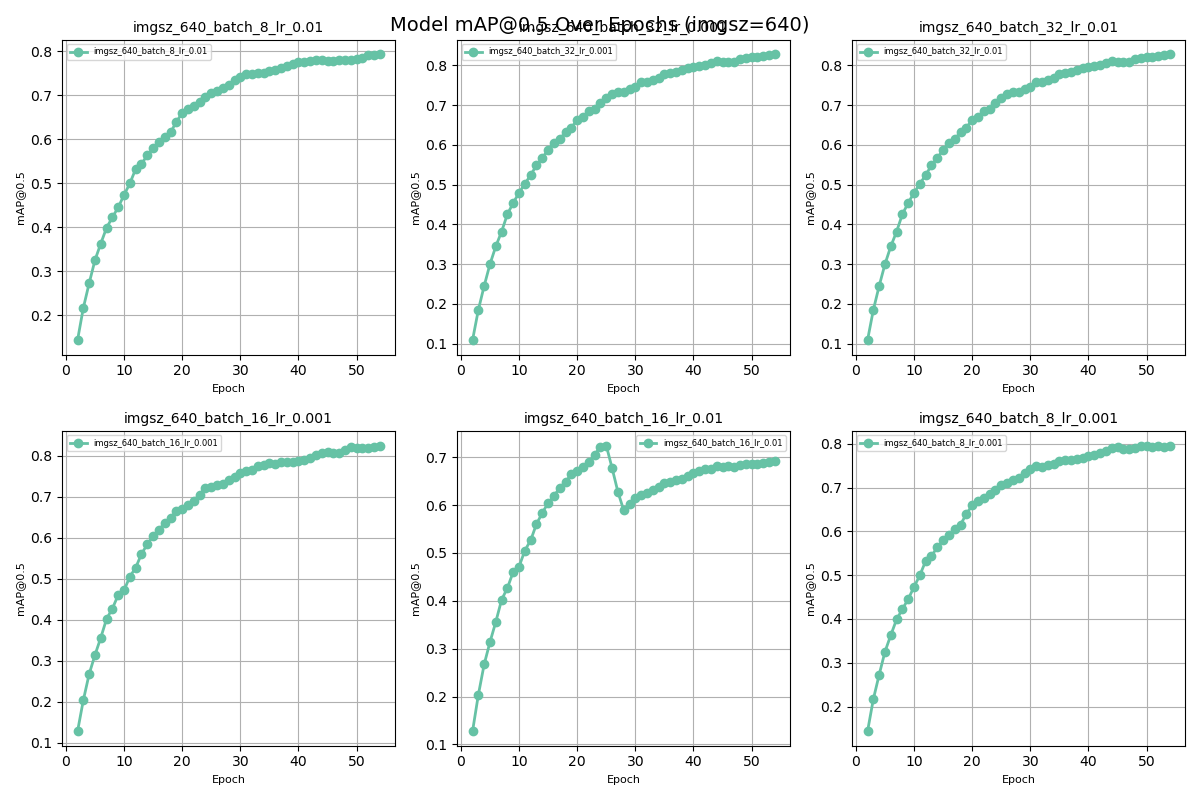 Model mAP@0.5 Over Epochs (imgsz=640)
imgsz_640_batch_8_lr_0.01
imgsz_640_batch_32_lr_0.001
imgsz_640_batch_32_lr_0.01
imgsz_640_batch_8_lr_0.01
imgsz_640_batch_32_lr_0.001
imgsz_640_batch_32_lr_0.01
mAP@0.5
0.8
0.7
0.6
0.5
0.4
0.3
0.2
0 10 20 30 40 50
Epoch
mAP@0.5
0.8
0.7
0.6
0.5
0.4
0.3
0.2
0.1
0 10 20 30 40 50
Epoch
mAP@0.5
0.8
0.7
0.6
0.5
0.4
0.3
0.2
0.1
0 10 20 30 40 50
Epoch
imgsz_640_batch_16_lr_0.001
imgsz_640_batch_16_lr_0.01
imgsz_640_batch_8_lr_0.001
imgsz_640_batch_16_lr_0.001
imgsz_640_batch_16_lr_0.01
imgsz_640_batch_8_lr_0.001
mAP@0.5
0.8
0.7
0.6
0.5
0.4
0.3
0.2
0.1
0 10 20 30 40 50
Epoch
mAP@0.5
0.7
0.6
0.5
0.4
0.3
0.2
0.1
0 10 20 30 40 50
Epoch
mAP@0.5
0.8
0.7
0.6
0.5
0.4
0.3
0.2
0 10 20 30 40 50
Epoch